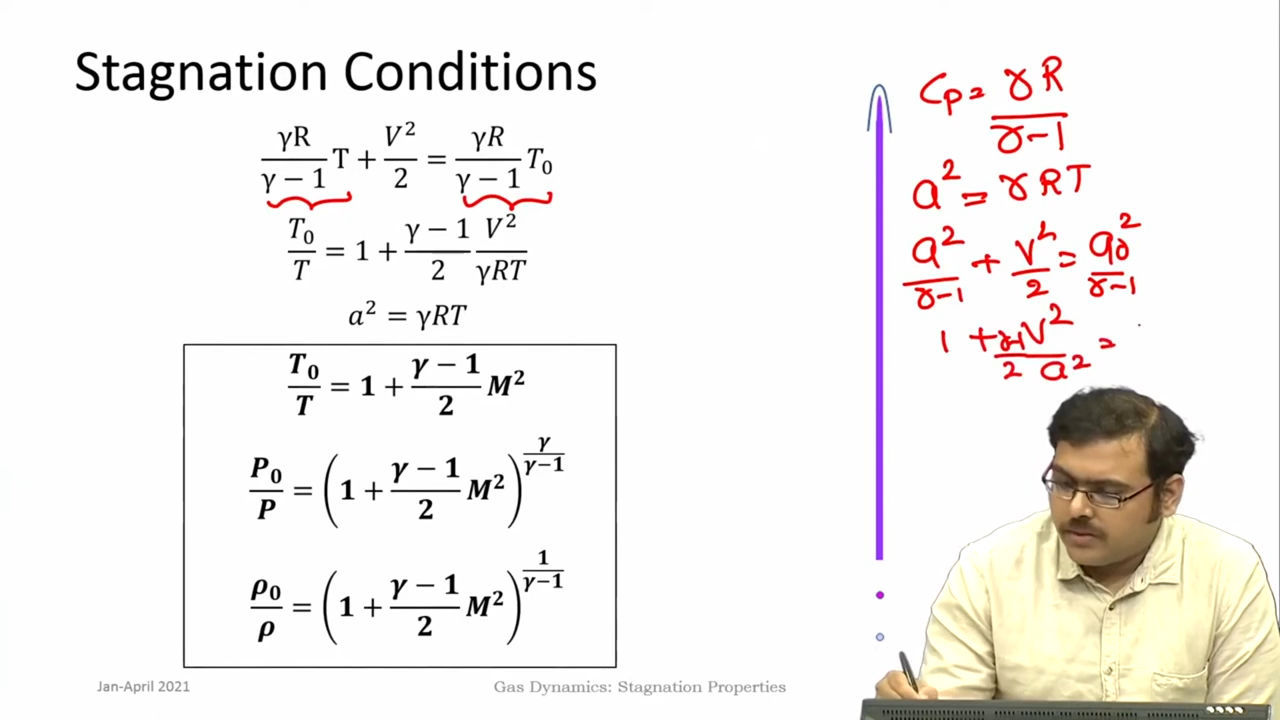 Stagnation Conditions
γR/(γ − 1) T + V²/2 = γR/(γ − 1) T₀
T₀/T = 1 + (γ − 1)/2 V²/γRT
a² = γRT
T₀/T = 1 + (γ − 1)/2 M²
P₀/P = (1 + (γ − 1)/2 M²)^(γ/(γ−1))
ρ₀/ρ = (1 + (γ − 1)/2 M²)^(1/(γ−1))
Cp = γR/(γ−1)
a² = γRT
a²/(γ−1) + V²/2 = a₀²/(γ−1)
1 + (γ−1)/2 V²/a² =
Jan-April 2021
Gas Dynamics: Stagnation Properties